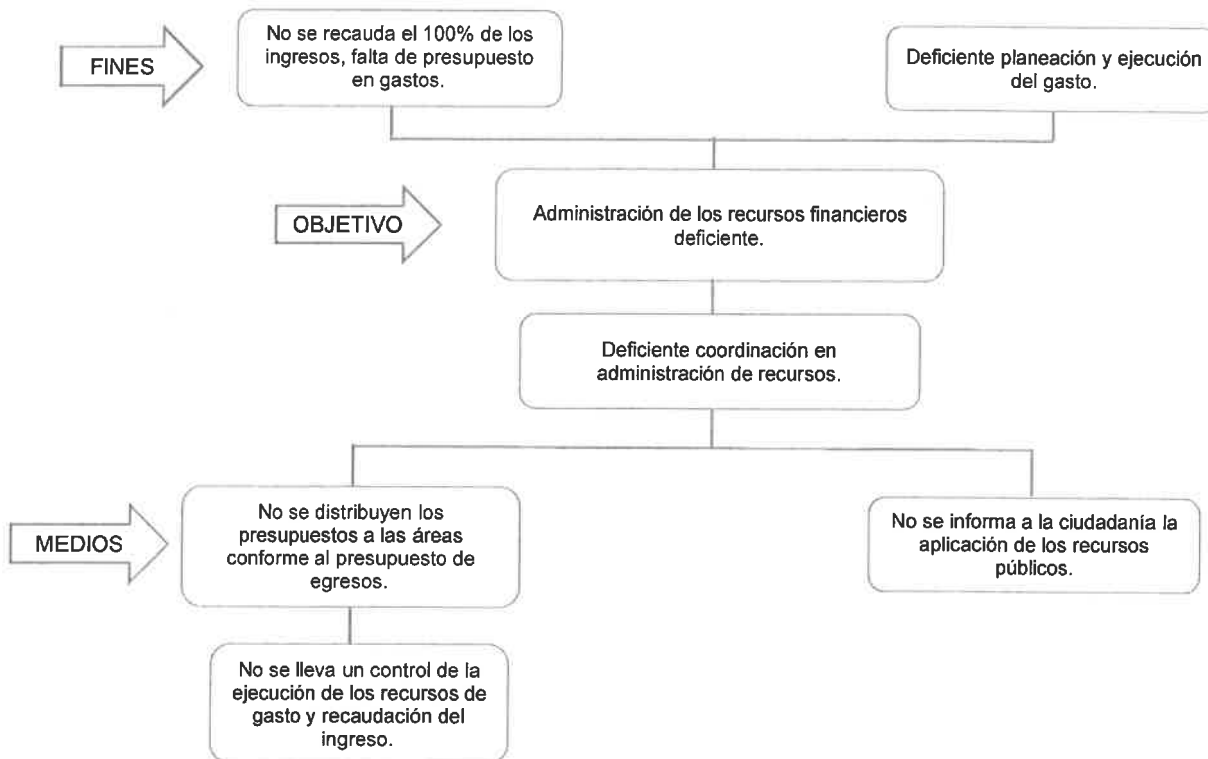 FINES
No se recauda el 100% de los
ingresos, falta de presupuesto
en gastos.
Deficiente planeación y ejecución
del gasto.
OBJETIVO
Administración de los recursos financieros
deficiente.
Deficiente coordinación en
administración de recursos.
MEDIOS
No se distribuyen los
presupuestos a las áreas
conforme al presupuesto de
egresos.
No se informa a la ciudadanía la
aplicación de los recursos
públicos.
No se lleva un control de la
ejecución de los recursos de
gasto y recaudación del
ingreso.